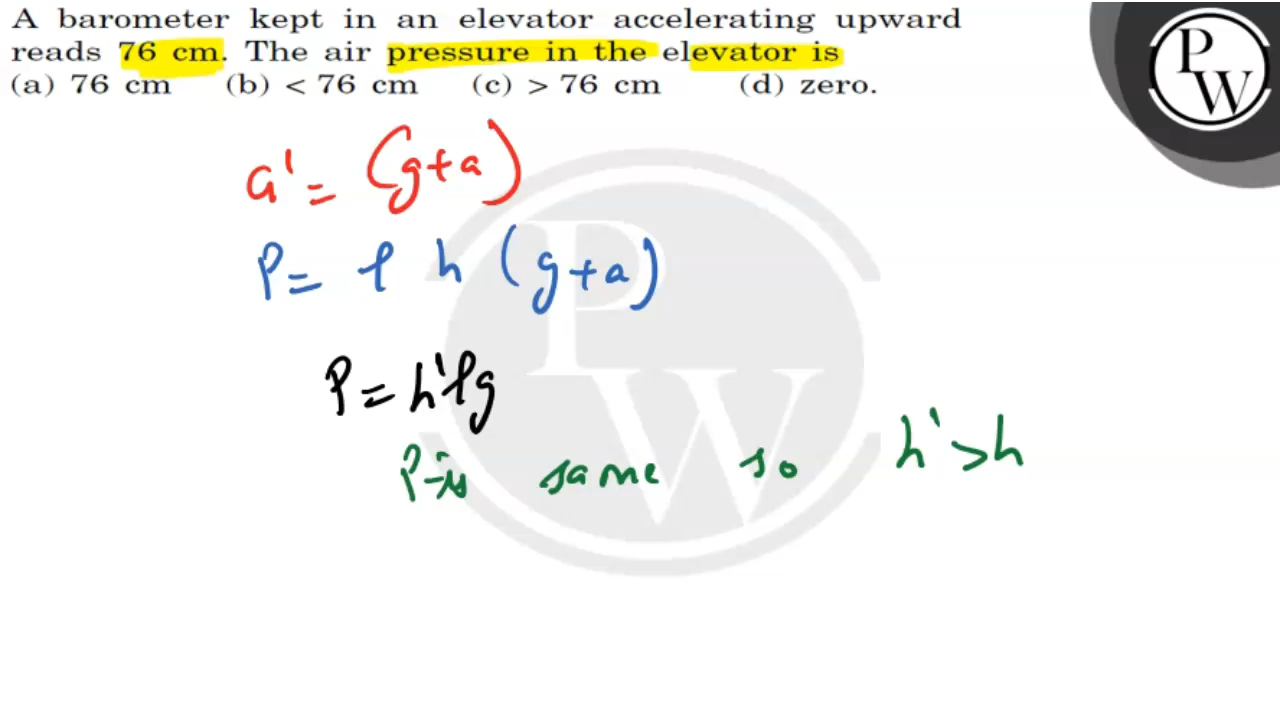 A barometer kept in an elevator accelerating upward
reads 76 cm. The air pressure in the elevator is
(a) 76 cm (b) < 76 cm (c) > 76 cm (d) zero.
a' = (g+a)
P = ρ h (g+a)
P = h'ρg
P is same so h' > h
P
W
P
W